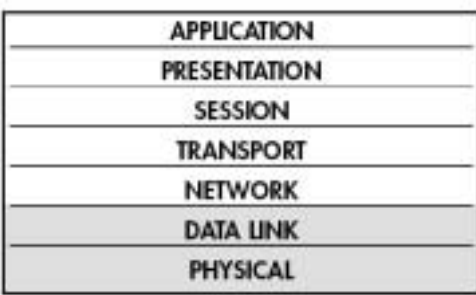 APPLICATION
PRESENTATION
SESSION
TRANSPORT
NETWORK
DATA LINK
PHYSICAL